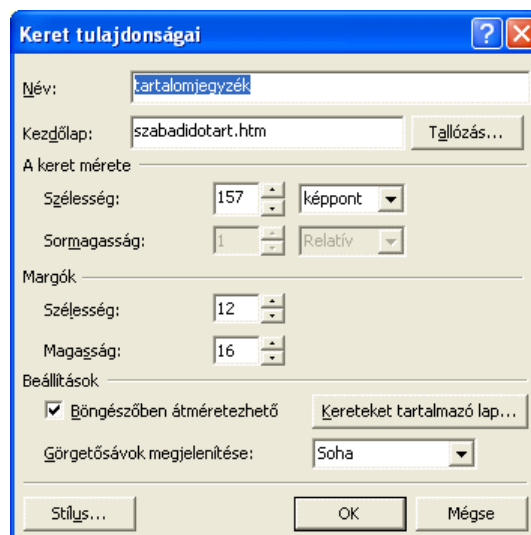 Keret tulajdonságai
Név: tartalomjegyzék
Kezdőlap: szabadidotart.htm Tallózás...
A keret mérete
Szélesség: 157 képpont
Sormagasság: 1 Relatív
Margók
Szélesség: 12
Magasság: 16
Beállítások
Böngészőben átméretezhető Kereteket tartalmazó lap...
Görgetősávok megjelenítése: Soha
Stílus... OK Mégse